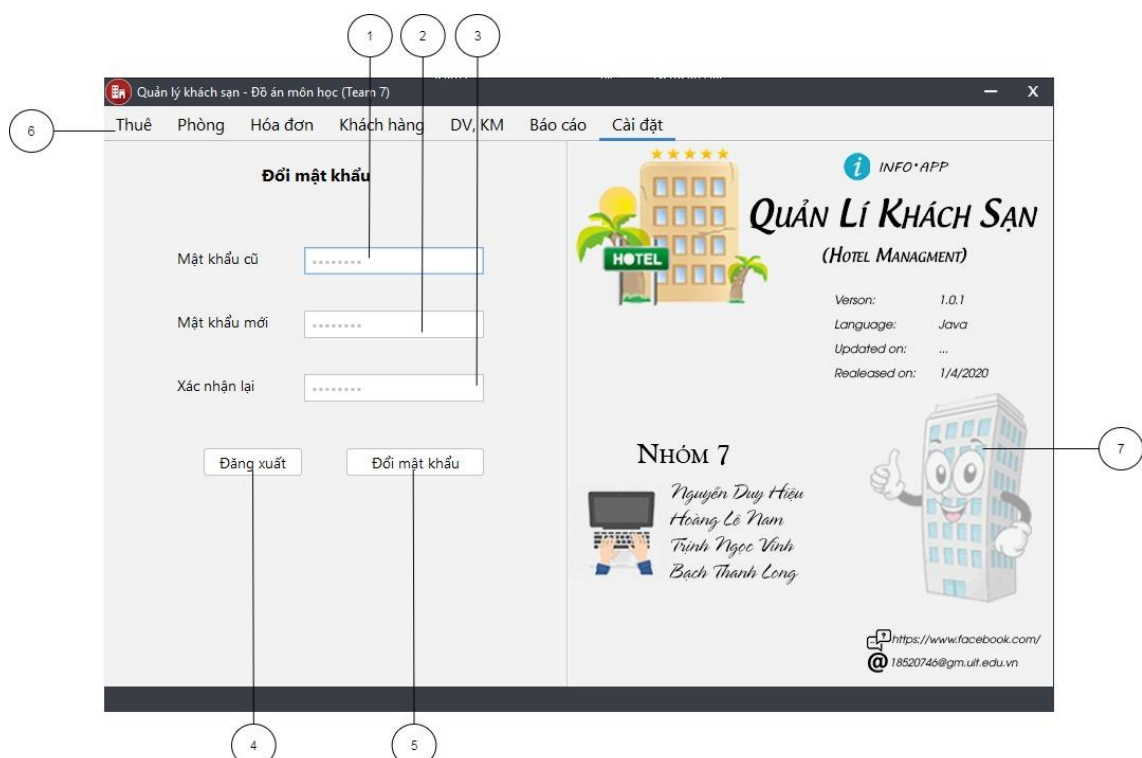 1 2 3
Quản lý khách sạn - Đồ án môn học (Team 7)
6
Thuê Phòng Hóa đơn Khách hàng DV, KM Báo cáo Cài đặt
Đổi mật khẩu
Mật khẩu cũ
Mật khẩu mới
Xác nhận lại
Đăng xuất Đổi mật khẩu
4 5
HOTEL
i INFO•APP
QUẢN LÍ KHÁCH SẠN
(HOTEL MANAGMENT)
Verson: 1.0.1
Language: Java
Updated on: ...
Realeased on: 1/4/2020
7
NHÓM 7
Nguyễn Duy Hiệu
Hoàng Lê Nam
Trịnh Ngọc Vinh
Bạch Thanh Long
https://www.facebook.com/
@ 18520746@gm.uit.edu.vn